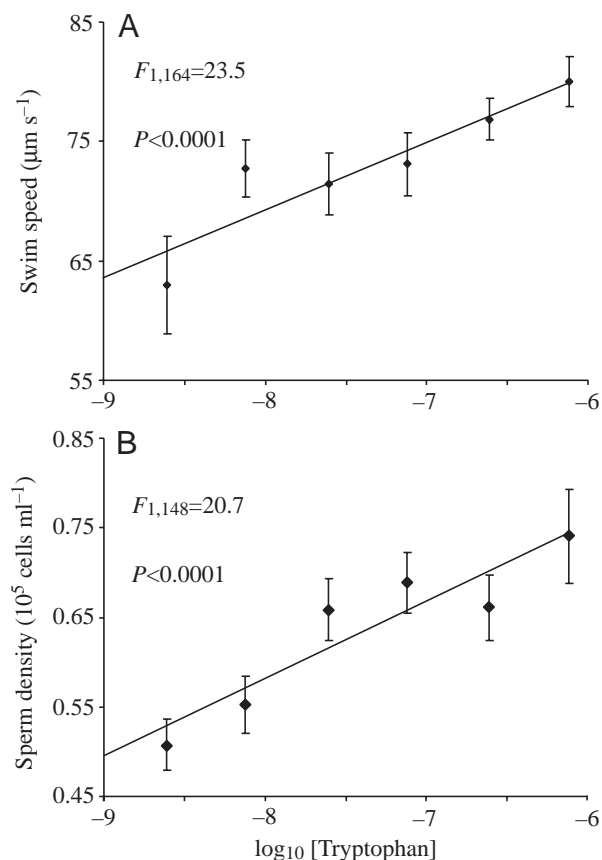 A
F1,164=23.5
P<0.0001
85
75
65
55
Swim speed (μm s−1)
−9
−8
−7
−6
B
F1,148=20.7
P<0.0001
0.85
0.75
0.65
0.55
0.45
Sperm density (10⁵ cells ml−1)
−9
−8
−7
−6
log10 [Tryptophan]